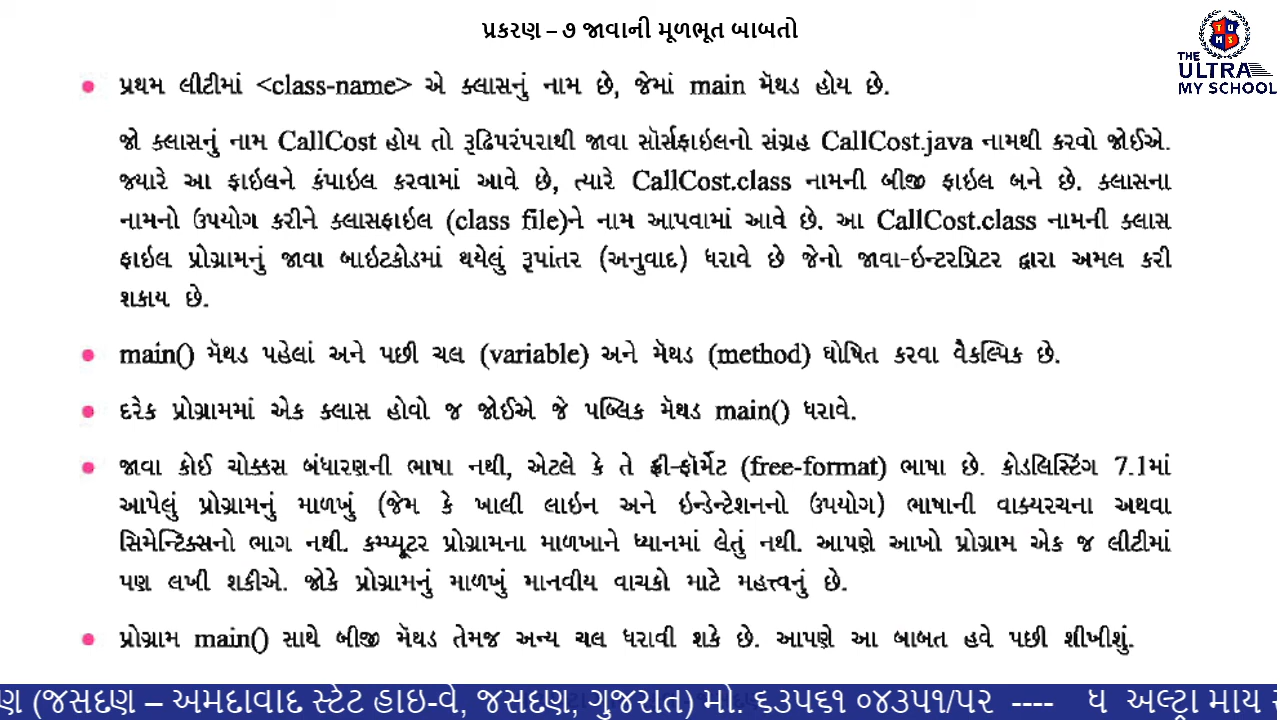 પ્રકરણ – ૭ જાવાની મૂળભૂત બાબતો
THE
ULTRA
MY SCHOOL
TU
MS
• પ્રથમ લીટીમાં <class-name> એ ક્લાસનું નામ છે, જેમાં main મૅથડ હોય છે.
જો ક્લાસનું નામ CallCost હોય તો રૂઢિપરંપરાથી જાવા સૉર્સફાઇલનો સંગ્રહ CallCost.java નામથી કરવો જોઈએ.
જ્યારે આ ફાઇલને કંપાઇલ કરવામાં આવે છે, ત્યારે CallCost.class નામની બીજી ફાઇલ બને છે. ક્લાસના
નામનો ઉપયોગ કરીને ક્લાસફાઇલ (class file)ને નામ આપવામાં આવે છે. આ CallCost.class નામની ક્લાસ
ફાઇલ પ્રોગ્રામનું જાવા બાઇટકોડમાં થયેલું રૂપાંતર (અનુવાદ) ધરાવે છે જેનો જાવા-ઇન્ટરપ્રિટર દ્વારા અમલ કરી
શકાય છે.
• main() મૅથડ પહેલાં અને પછી ચલ (variable) અને મૅથડ (method) ઘોષિત કરવા વૈકલ્પિક છે.
• દરેક પ્રોગ્રામમાં એક ક્લાસ હોવો જ જોઈએ જે પબ્લિક મૅથડ main() ધરાવે.
• જાવા કોઈ ચોક્કસ બંધારણની ભાષા નથી, એટલે કે તે ફ્રી-ફૉર્મેટ (free-format) ભાષા છે. કોડલિસ્ટિંગ 7.1માં
આપેલું પ્રોગ્રામનું માળખું (જેમ કે ખાલી લાઇન અને ઇન્ડેન્ટેશનનો ઉપયોગ) ભાષાની વાક્યરચના અથવા
સિમેન્ટિક્સનો ભાગ નથી. કમ્પ્યૂટર પ્રોગ્રામના માળખાને ધ્યાનમાં લેતું નથી. આપણે આખો પ્રોગ્રામ એક જ લીટીમાં
પણ લખી શકીએ. જોકે પ્રોગ્રામનું માળખું માનવીય વાચકો માટે મહત્ત્વનું છે.
• પ્રોગ્રામ main() સાથે બીજી મૅથડ તેમજ અન્ય ચલ ધરાવી શકે છે. આપણે આ બાબત હવે પછી શીખીશું.
ણ (જસદણ – અમદાવાદ સ્ટેટ હાઇ-વે, જસદણ, ગુજરાત) મો. ૬૩૫૬૧ ૦૪૩૫૧/૫૨ ---- ધ અલ્ટ્રા માય